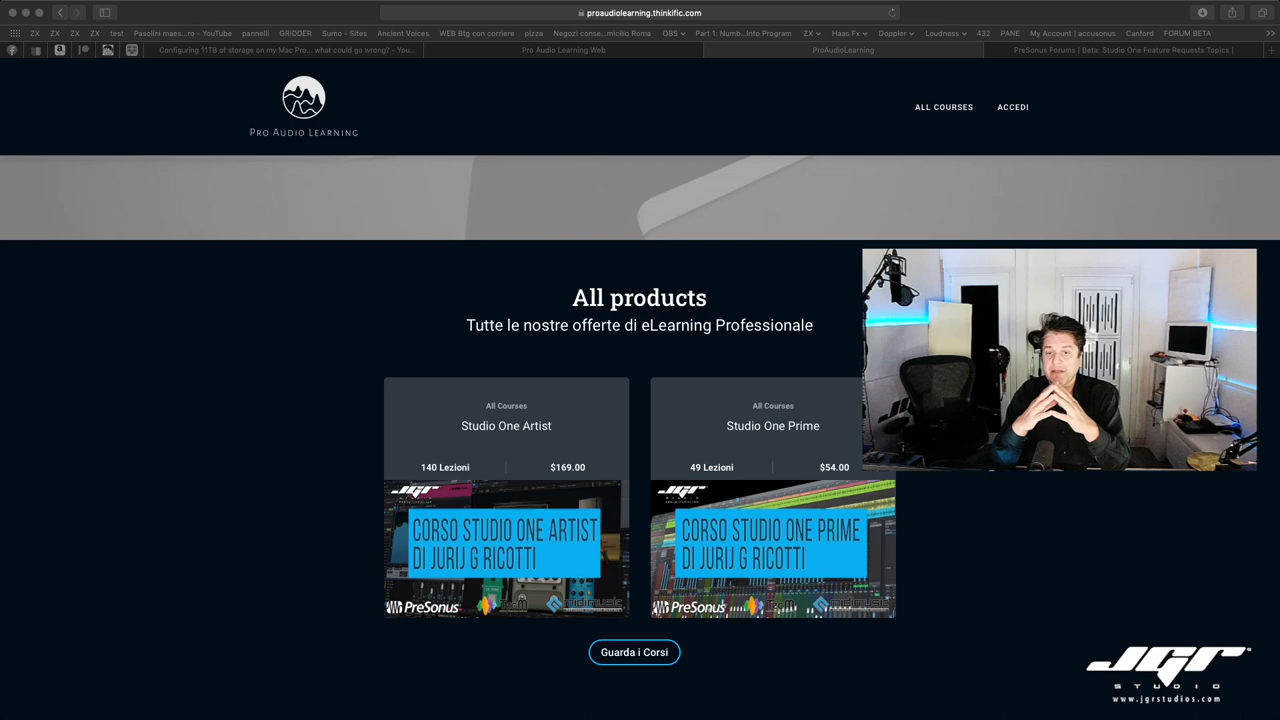 proaudiolearning.thinkific.com
ZX ZX ZX ZX test Pasolini maes...ro - YouTube pannelli GRIDDER Sumo - Sites Ancient Voices WEB Btg con corriere pizza Negozi conse...micilio Roma OBS Part 1: Numb...Into Program ZX Haas Fx Doppler Loudness 432 PANE My Account | accusonus Canford FORUM BETA
Configuring 11TB of storage on my Mac Pro... what could go wrong? - You... Pro Audio Learning Web ProAudioLearning PreSonus Forums | Beta: Studio One Feature Requests Topics |
PRO AUDIO LEARNING
ALL COURSES ACCEDI
All products
Tutte le nostre offerte di eLearning Professionale
All Courses
Studio One Artist
140 Lezioni $169.00
JGR
CORSO STUDIO ONE ARTIST
DI JURIJ G RICOTTI
PreSonus midimusic
All Courses
Studio One Prime
49 Lezioni $54.00
JGR
CORSO STUDIO ONE PRIME
DI JURIJ G RICOTTI
PreSonus midimusic
Guarda i Corsi
JGR
STUDIO
www.jgrstudios.com